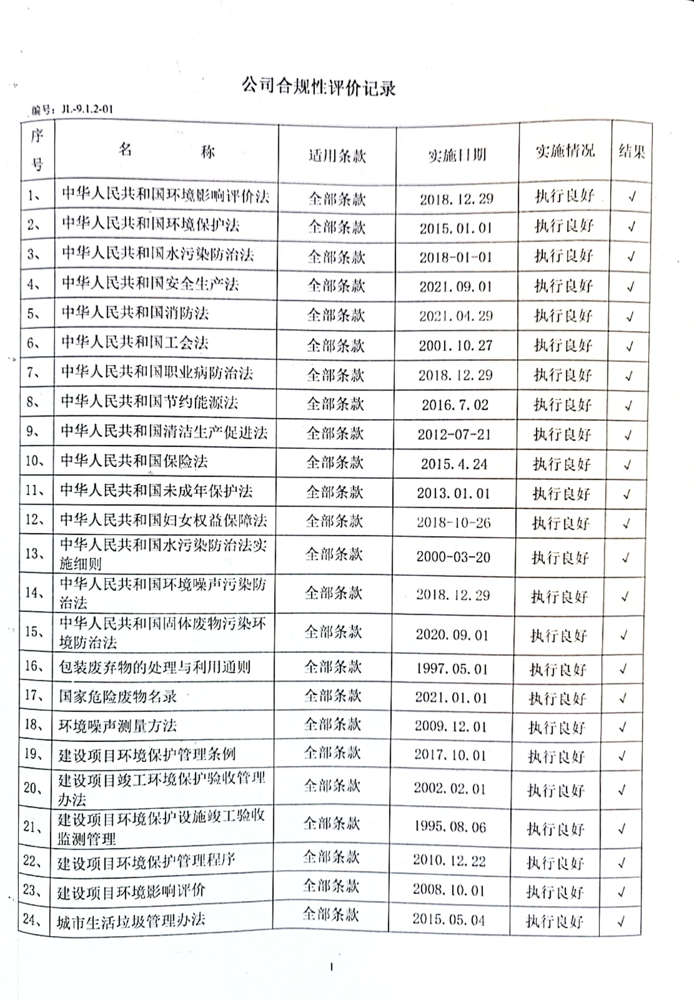 公司合规性评价记录
编号：JL-9.1.2-01
序号 名 称 适用条款 实施日期 实施情况 结果
1、 中华人民共和国环境影响评价法 全部条款 2018.12.29 执行良好 √
2、 中华人民共和国环境保护法 全部条款 2015.01.01 执行良好 √
3、 中华人民共和国水污染防治法 全部条款 2018-01-01 执行良好 √
4、 中华人民共和国安全生产法 全部条款 2021.09.01 执行良好 √
5、 中华人民共和国消防法 全部条款 2021.04.29 执行良好 √
6、 中华人民共和国工会法 全部条款 2001.10.27 执行良好 √
7、 中华人民共和国职业病防治法 全部条款 2018.12.29 执行良好 √
8、 中华人民共和国节约能源法 全部条款 2016.7.02 执行良好 √
9、 中华人民共和国清洁生产促进法 全部条款 2012-07-21 执行良好 √
10、 中华人民共和国保险法 全部条款 2015.4.24 执行良好 √
11、 中华人民共和国未成年保护法 全部条款 2013.01.01 执行良好 √
12、 中华人民共和国妇女权益保障法 全部条款 2018-10-26 执行良好 √
13、 中华人民共和国水污染防治法实
施细则 全部条款 2000-03-20 执行良好 √
14、 中华人民共和国环境噪声污染防
治法 全部条款 2018.12.29 执行良好 √
15、 中华人民共和国固体废物污染环
境防治法 全部条款 2020.09.01 执行良好 √
16、 包装废弃物的处理与利用通则 全部条款 1997.05.01 执行良好 √
17、 国家危险废物名录 全部条款 2021.01.01 执行良好 √
18、 环境噪声测量方法 全部条款 2009.12.01 执行良好 √
19、 建设项目环境保护管理条例 全部条款 2017.10.01 执行良好 √
20、 建设项目竣工环境保护验收管理
办法 全部条款 2002.02.01 执行良好 √
21、 建设项目环境保护设施竣工验收
监测管理 全部条款 1995.08.06 执行良好 √
22、 建设项目环境保护管理程序 全部条款 2010.12.22 执行良好 √
23、 建设项目环境影响评价 全部条款 2008.10.01 执行良好 √
24、 城市生活垃圾管理办法 全部条款 2015.05.04 执行良好 √
1